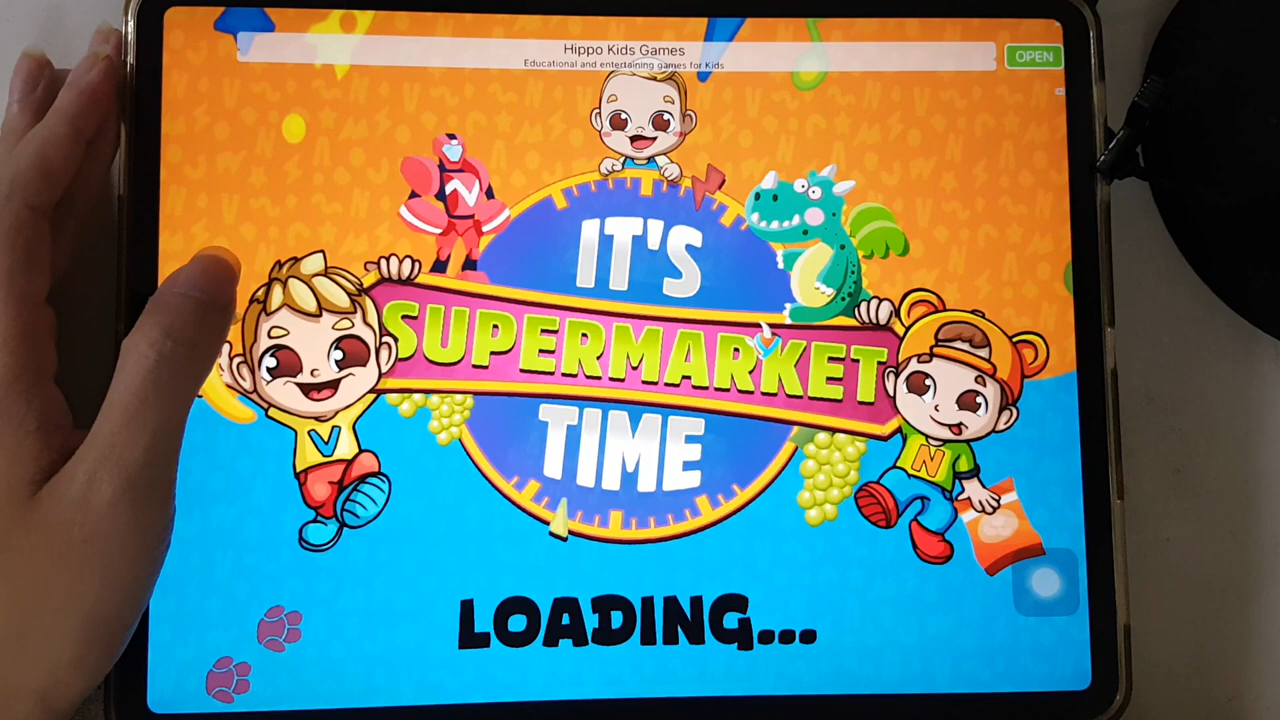 Hippo Kids Games
Educational and entertaining games for Kids
OPEN
IT'S
SUPERMARKET
TIME
V
N
LOADING...